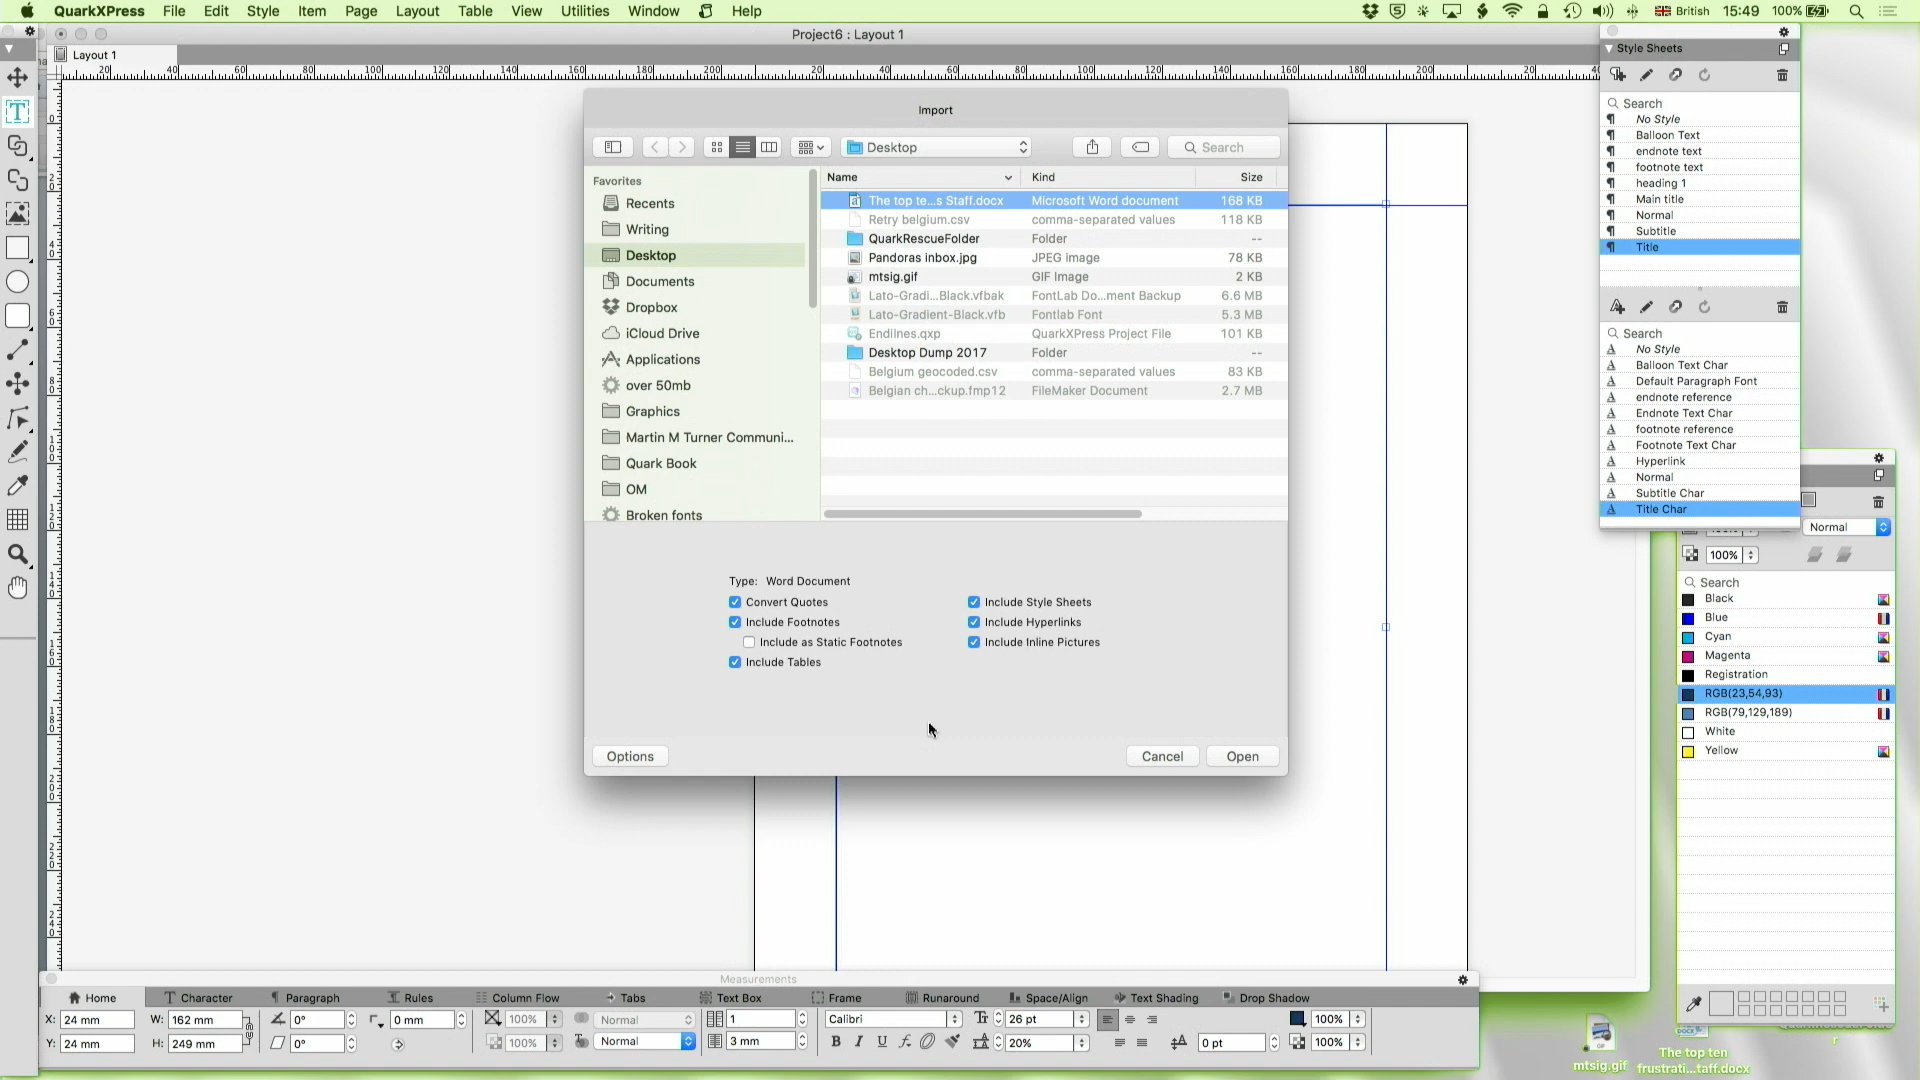 QuarkXPress File Edit Style Item Page Layout Table View Utilities Window Help British 15:49 100%
Project6 : Layout 1
Layout 1
Import
Desktop
Search
Favorites
Recents
Writing
Desktop
Documents
Dropbox
iCloud Drive
Applications
over 50mb
Graphics
Martin M Turner Communi...
Quark Book
OM
Broken fonts
Name Kind Size
The top te...s Staff.docx Microsoft Word document 168 KB
Retry belgium.csv comma-separated values 118 KB
QuarkRescueFolder Folder --
Pandoras inbox.jpg JPEG image 78 KB
mtsig.gif GIF Image 2 KB
Lato-Gradi...Black.vfbak FontLab Do...ment Backup 6.6 MB
Lato-Gradient-Black.vfb Fontlab Font 5.3 MB
Endilnes.qxp QuarkXPress Project File 101 KB
Desktop Dump 2017 Folder --
Belgium geocoded.csv comma-separated values 83 KB
Belgian ch...ckup.fmp12 FileMaker Document 2.7 MB
Type: Word Document
Convert Quotes
Include Footnotes
Include as Static Footnotes
Include Tables
Include Style Sheets
Include Hyperlinks
Include Inline Pictures
Options Cancel Open
Style Sheets
Search
No Style
Balloon Text
endnote text
footnote text
heading 1
Main title
Normal
Subtitle
Title
Search
No Style
Balloon Text Char
Default Paragraph Font
endnote reference
Endnote Text Char
footnote reference
Footnote Text Char
Hyperlink
Normal
Subtitle Char
Title Char
Normal
100%
Search
Black
Blue
Cyan
Magenta
Registration
RGB(23,54,93)
RGB(79,129,189)
White
Yellow
Measurements
Home Character Paragraph Rules Column Flow Tabs Text Box Frame Runaround Space/Align Text Shading Drop Shadow
X: 24 mm W: 162 mm 0° 0 mm 100% Normal 1 Calibri 26 pt 100%
Y: 24 mm H: 249 mm 0° 100% Normal 3 mm B I U 20% 0 pt 100%
mtsig.gif
The top ten
frustrati...taff.docx